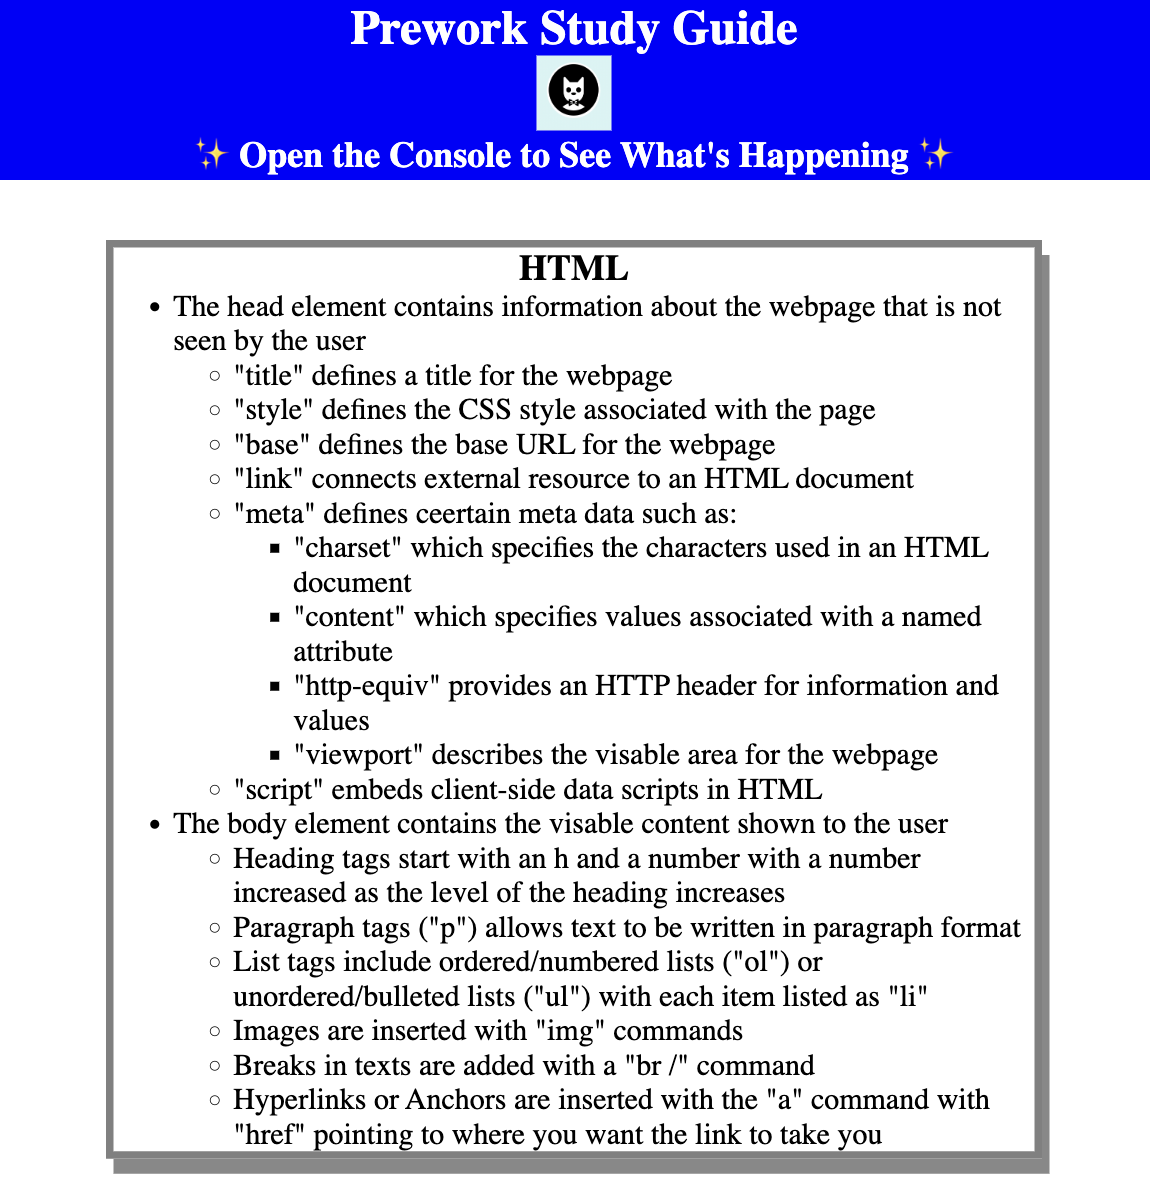 Prework Study Guide
✨ Open the Console to See What's Happening ✨
HTML
• The head element contains information about the webpage that is not
seen by the user
◦ "title" defines a title for the webpage
◦ "style" defines the CSS style associated with the page
◦ "base" defines the base URL for the webpage
◦ "link" connects external resource to an HTML document
◦ "meta" defines ceertain meta data such as:
▪ "charset" which specifies the characters used in an HTML
document
▪ "content" which specifies values associated with a named
attribute
▪ "http-equiv" provides an HTTP header for information and
values
▪ "viewport" describes the visable area for the webpage
◦ "script" embeds client-side data scripts in HTML
• The body element contains the visable content shown to the user
◦ Heading tags start with an h and a number with a number
increased as the level of the heading increases
◦ Paragraph tags ("p") allows text to be written in paragraph format
◦ List tags include ordered/numbered lists ("ol") or
unordered/bulleted lists ("ul") with each item listed as "li"
◦ Images are inserted with "img" commands
◦ Breaks in texts are added with a "br /" command
◦ Hyperlinks or Anchors are inserted with the "a" command with
"href" pointing to where you want the link to take you